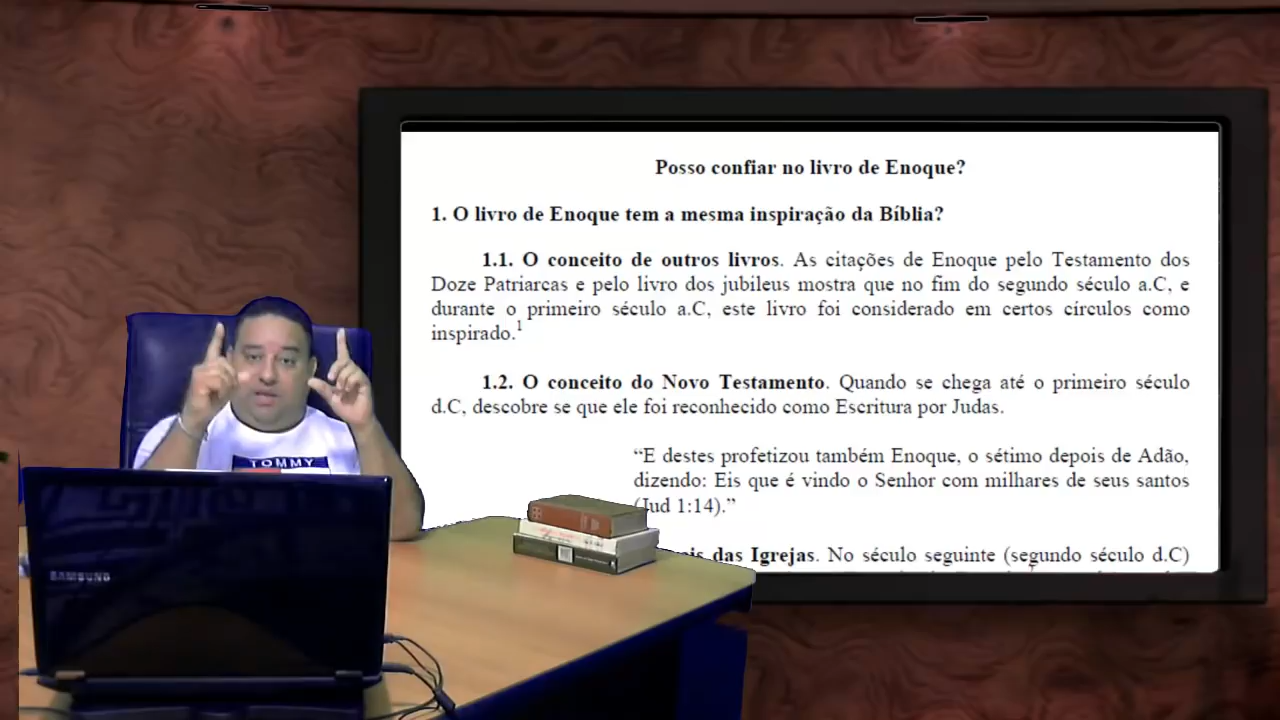 Posso confiar no livro de Enoque?
1. O livro de Enoque tem a mesma inspiração da Bíblia?
1.1. O conceito de outros livros. As citações de Enoque pelo Testamento dos
Doze Patriarcas e pelo livro dos jubileus mostra que no fim do segundo século a.C, e
durante o primeiro século a.C, este livro foi considerado em certos círculos como
inspirado.1
1.2. O conceito do Novo Testamento. Quando se chega até o primeiro século
d.C, descobre se que ele foi reconhecido como Escritura por Judas.
“E destes profetizou também Enoque, o sétimo depois de Adão,
dizendo: Eis que é vindo o Senhor com milhares de seus santos
(Jud 1:14).”
das Igrejas. No século seguinte (segundo século d.C)
TOMMY
SAMSUNG